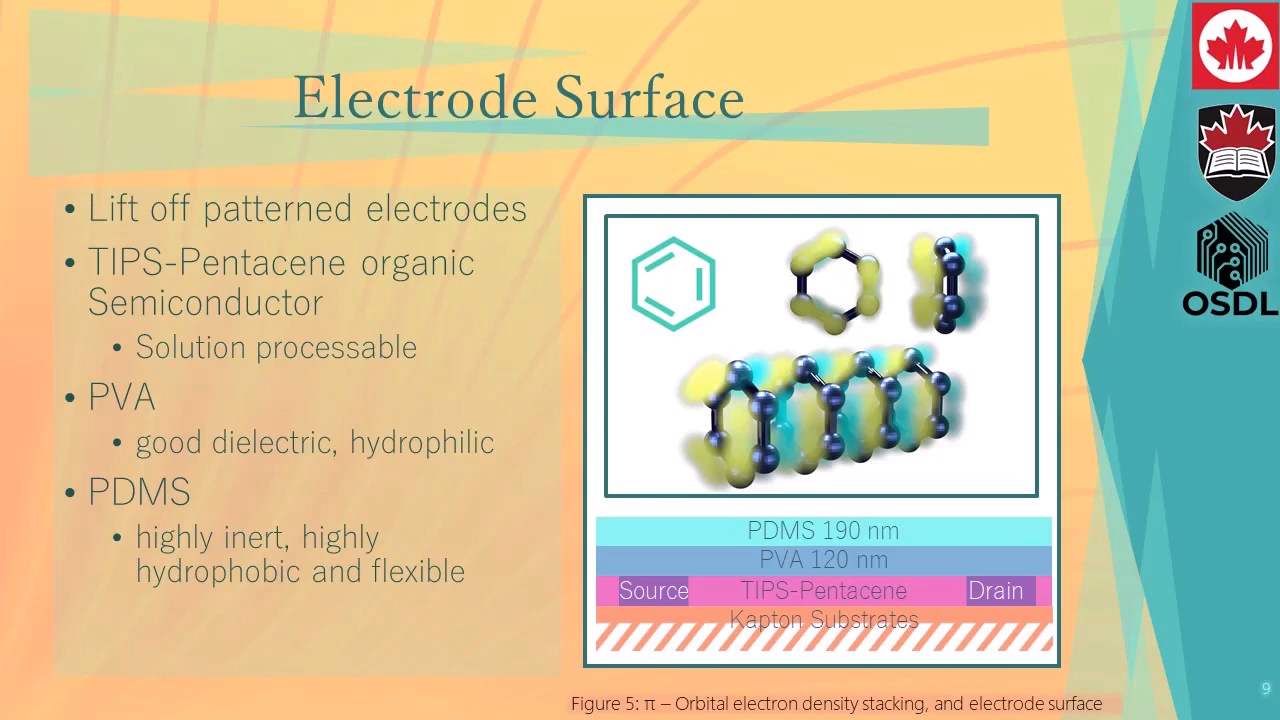 Electrode Surface
• Lift off patterned electrodes
• TIPS-Pentacene organic
Semiconductor
• Solution processable
• PVA
• good dielectric, hydrophilic
• PDMS
• highly inert, highly
hydrophobic and flexible
PDMS 190 nm
PVA 120 nm
Source TIPS-Pentacene Drain
Kapton Substrates
Figure 5: π – Orbital electron density stacking, and electrode surface
OSDL
9